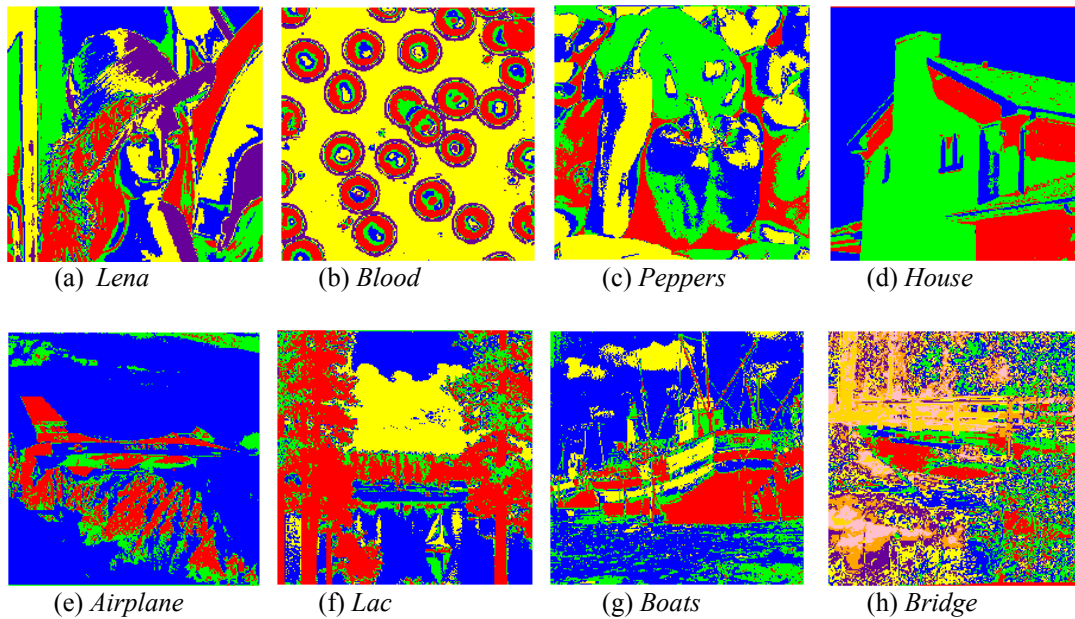 (a) Lena
(b) Blood
(c) Peppers
(d) House
(e) Airplane
(f) Lac
(g) Boats
(h) Bridge